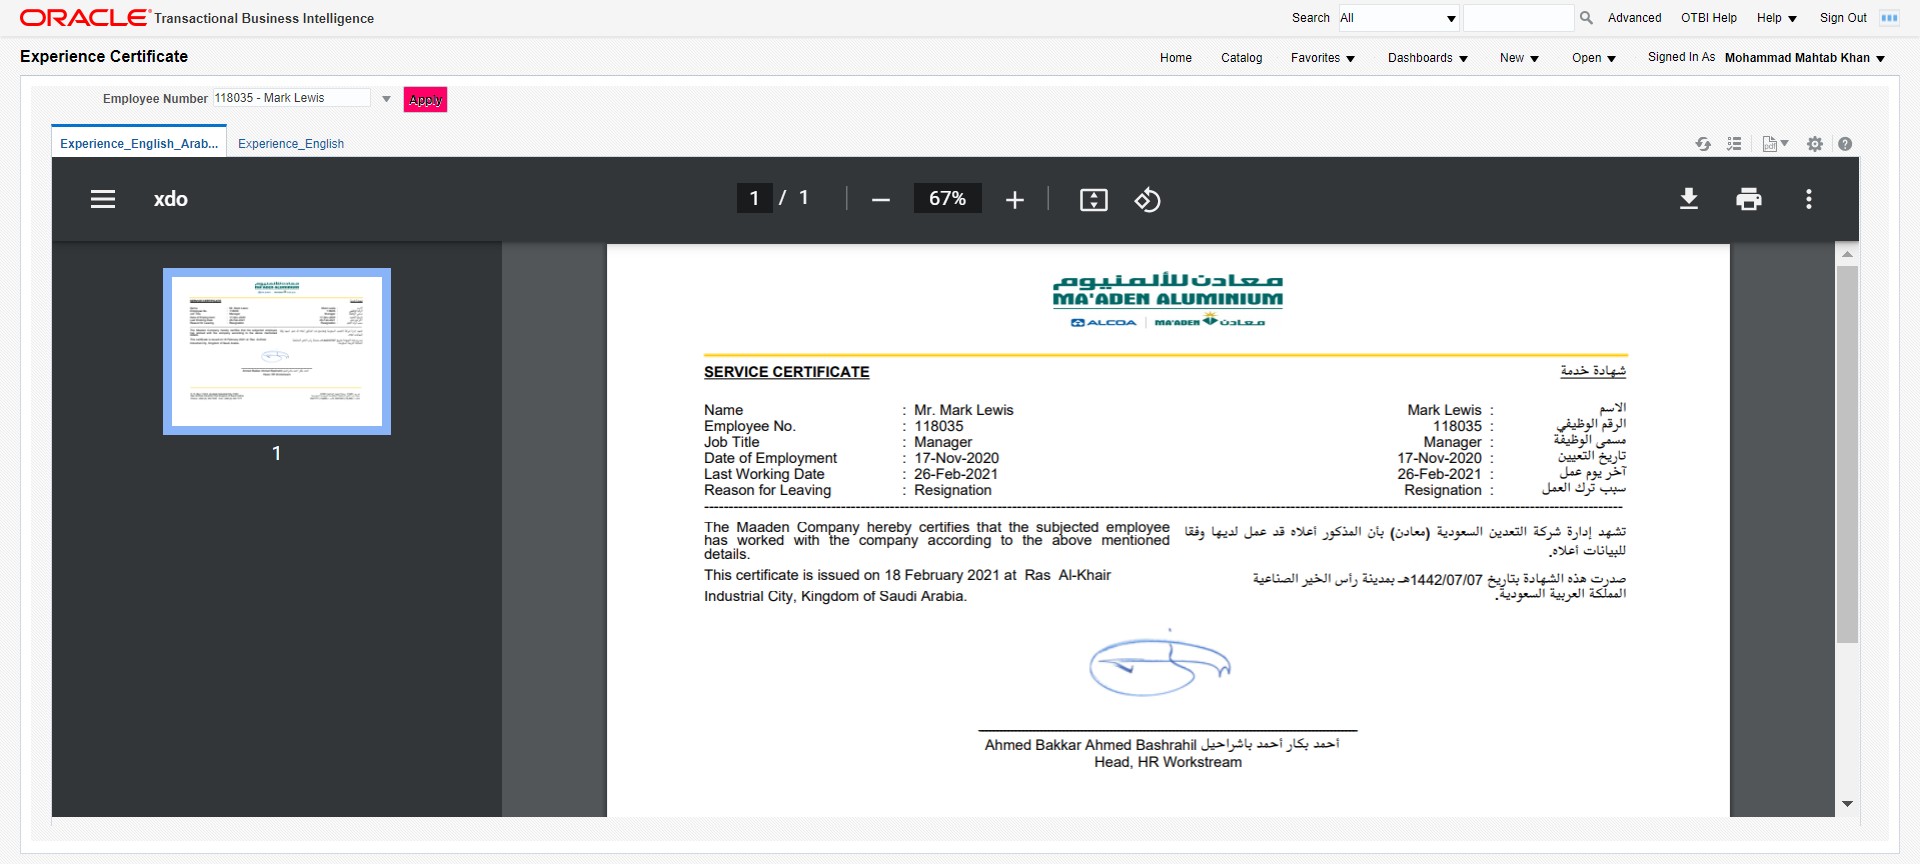 ORACLE Transactional Business Intelligence
Search All Advanced OTBI Help Help Sign Out
Experience Certificate
Home Catalog Favorites Dashboards New Open Signed In As Mohammad Mahtab Khan
Employee Number 118035 - Mark Lewis Apply
Experience_English_Arab... Experience_English
xdo 1 / 1 67%
1
معادن للألمنيوم
MA'ADEN ALUMINIUM
ALCOA MA'ADEN معادن
SERVICE CERTIFICATE شهادة خدمة
Name : Mr. Mark Lewis Mark Lewis : الاسم
Employee No. : 118035 118035 : الرقم الوظيفي
Job Title : Manager Manager : مسمى الوظيفة
Date of Employment : 17-Nov-2020 17-Nov-2020 : تاريخ التعيين
Last Working Date : 26-Feb-2021 26-Feb-2021 : آخر يوم عمل
Reason for Leaving : Resignation Resignation : سبب ترك العمل
The Maaden Company hereby certifies that the subjected employee
has worked with the company according to the above mentioned
details.
تشهد إدارة شركة التعدين السعودية (معادن) بأن المذكور أعلاه قد عمل لديها وفقا
للبيانات أعلاه.
This certificate is issued on 18 February 2021 at Ras Al-Khair
Industrial City, Kingdom of Saudi Arabia.
صدرت هذه الشهادة بتاريخ 1442/07/07هـ بمدينة رأس الخير الصناعية
المملكة العربية السعودية.
Ahmed Bakkar Ahmed Bashrahil أحمد بكار أحمد باشراحيل
Head, HR Workstream